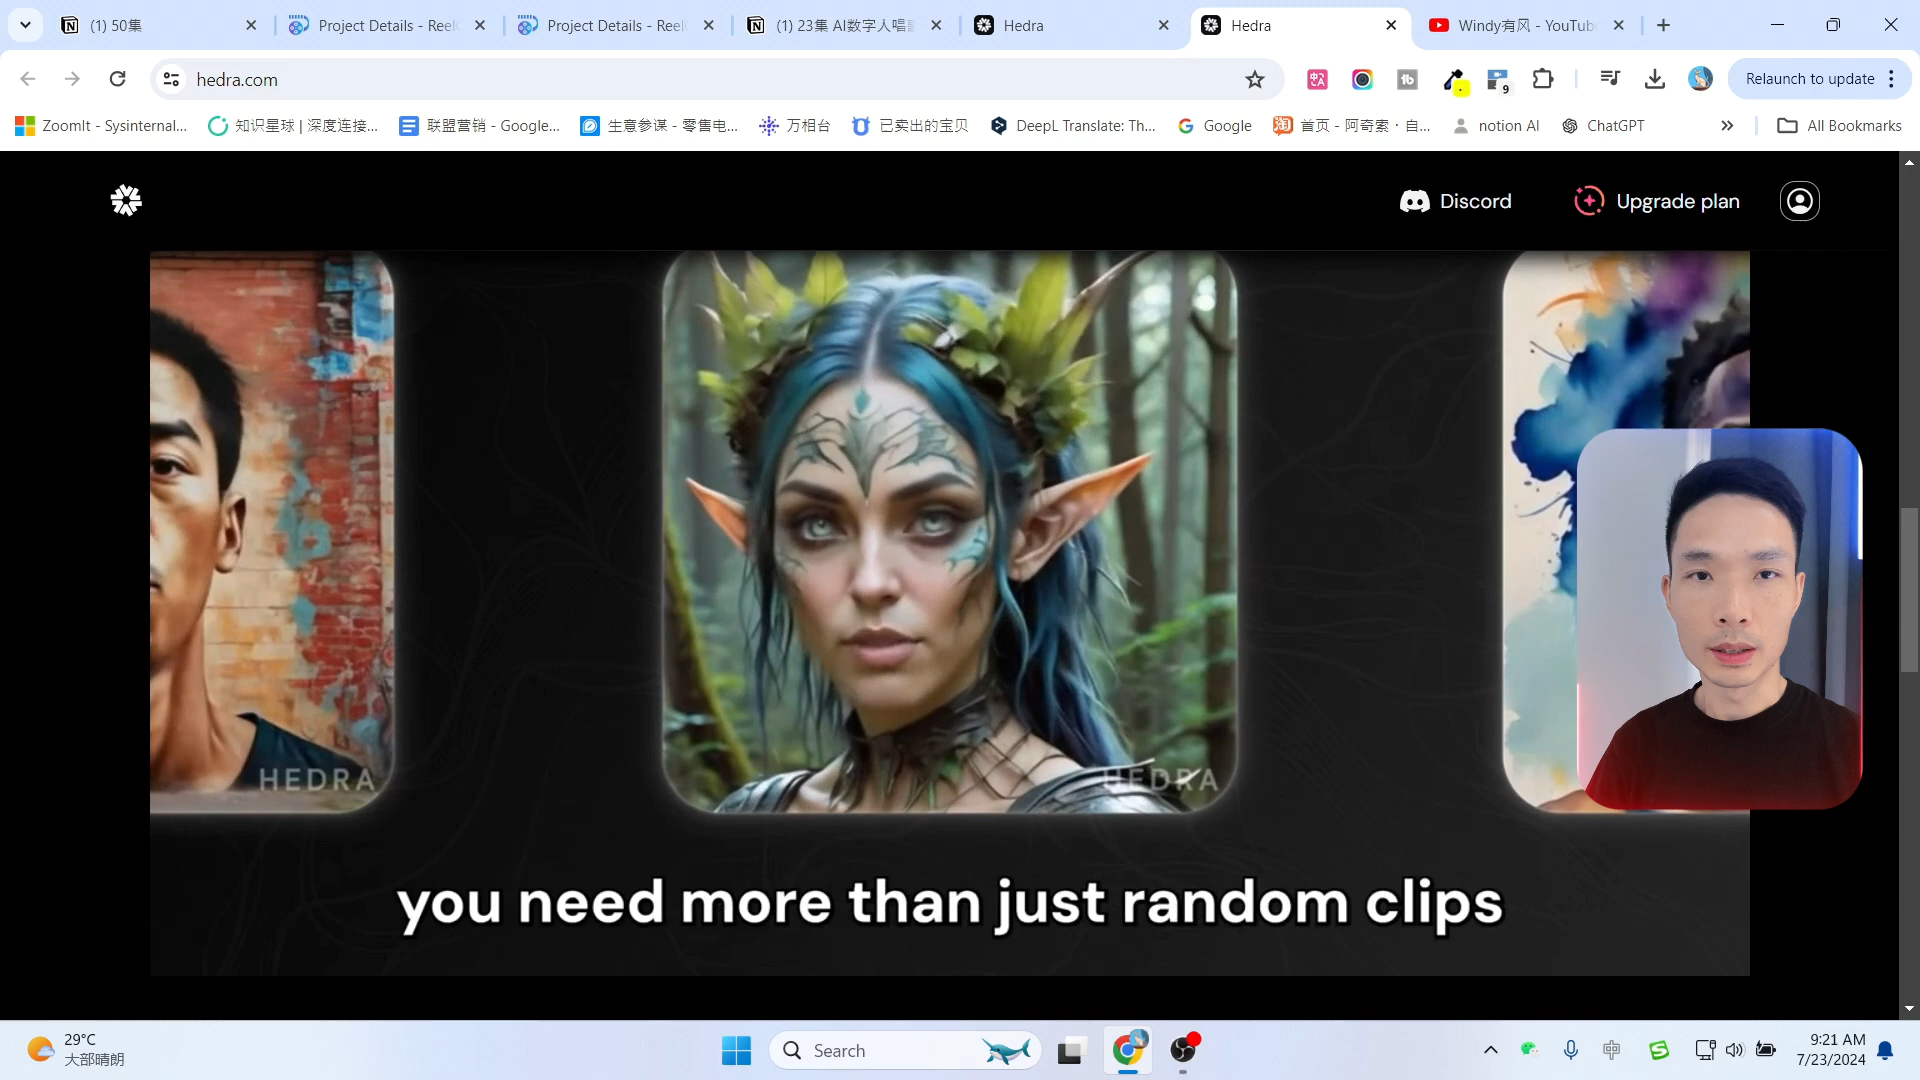 (1) 50集
Project Details - Reel
Project Details - Reel
(1) 23集 AI数字人唱
Hedra
Hedra
Windy有风 - YouTub
hedra.com
9
Relaunch to update
ZoomIt - Sysinternal...
知识星球 | 深度连接...
联盟营销 - Google...
生意参谋 - 零售电...
万相台
已卖出的宝贝
DeepL Translate: Th...
Google
首页 - 阿奇索・自...
notion AI
ChatGPT
All Bookmarks
Discord
Upgrade plan
HEDRA
HEDRA
you need more than just random clips
29°C
大部晴朗
Search
中
9:21 AM
7/23/2024